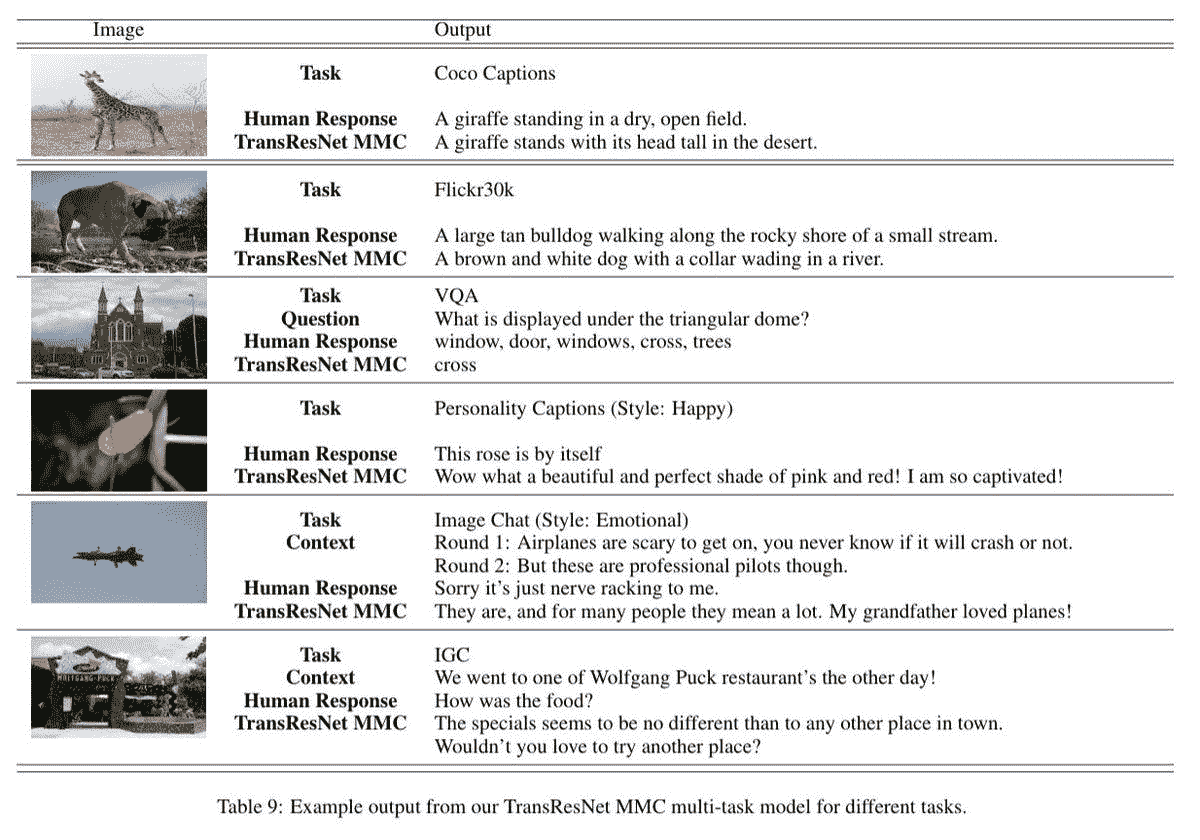 Image Output
Task Coco Captions
Human Response A giraffe standing in a dry, open field.
TransResNet MMC A giraffe stands with its head tall in the desert.
Task Flickr30k
Human Response A large tan bulldog walking along the rocky shore of a small stream.
TransResNet MMC A brown and white dog with a collar wading in a river.
Task VQA
Question What is displayed under the triangular dome?
Human Response window, door, windows, cross, trees
TransResNet MMC cross
Task Personality Captions (Style: Happy)
Human Response This rose is by itself
TransResNet MMC Wow what a beautiful and perfect shade of pink and red! I am so captivated!
Task Image Chat (Style: Emotional)
Context Round 1: Airplanes are scary to get on, you never know if it will crash or not.
Round 2: But these are professional pilots though.
Human Response Sorry it's just nerve racking to me.
TransResNet MMC They are, and for many people they mean a lot. My grandfather loved planes!
WOLFGANG PUCK
Task IGC
Context We went to one of Wolfgang Puck restaurant's the other day!
Human Response How was the food?
TransResNet MMC The specials seems to be no different than to any other place in town.
Wouldn't you love to try another place?
Table 9: Example output from our TransResNet MMC multi-task model for different tasks.